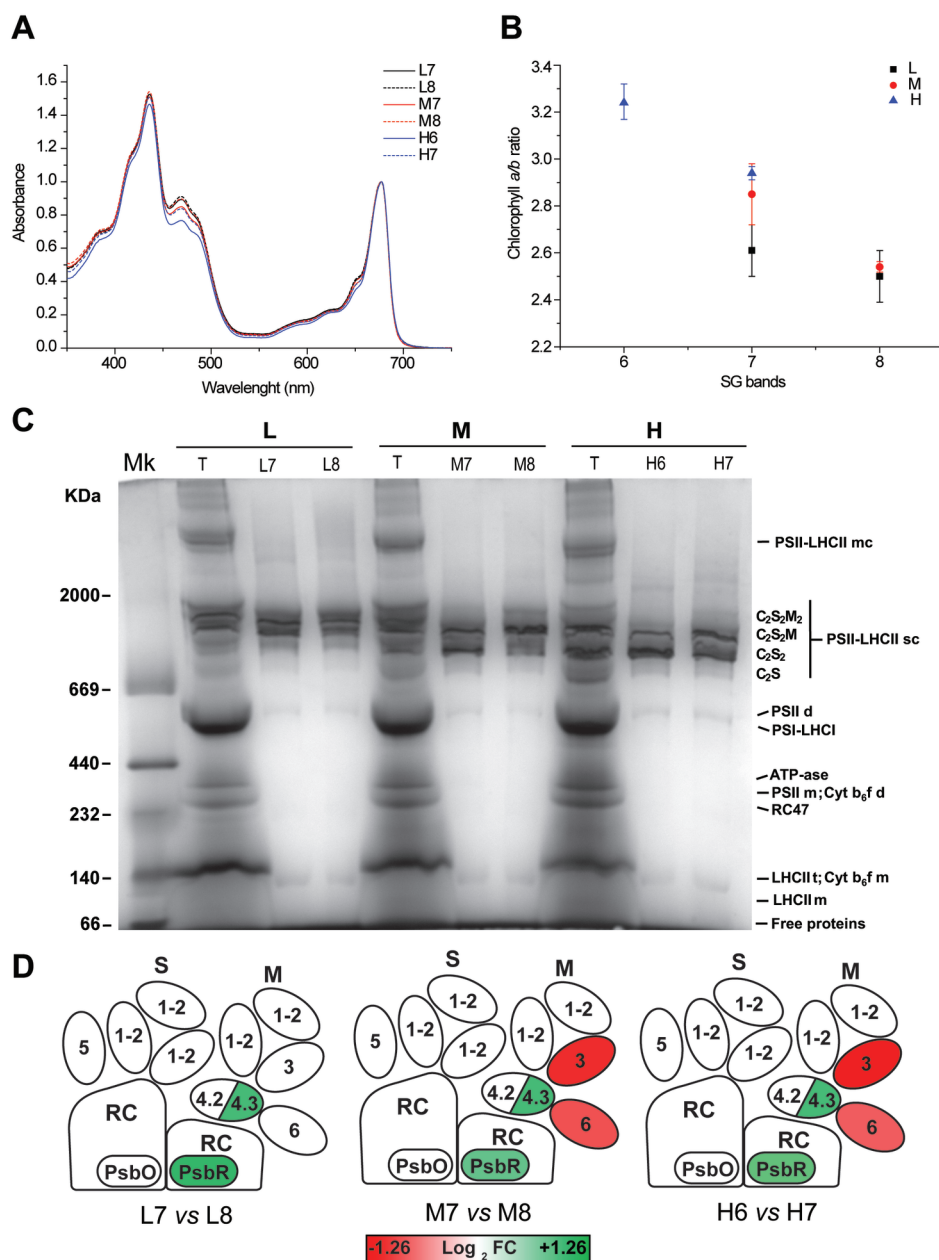 A
Absorbance
1.6
1.4
1.2
1.0
0.8
0.6
0.4
0.2
0.0
400
500
600
700
Wavelenght (nm)
L7
L8
M7
M8
H6
H7
B
Chlorophyll a/b ratio
3.4
3.2
3.0
2.8
2.6
2.4
2.2
6
7
8
SG bands
L
M
H
C
L M H
Mk T L7 L8 T M7 M8 T H6 H7
KDa
2000
669
440
232
140
66
PSII-LHCII mc
C₂S₂M₂
C₂S₂M
C₂S₂
C₂S
PSII-LHCII sc
PSII d
PSI-LHCI
ATP-ase
PSII m;Cyt b₆f d
RC47
LHCII t;Cyt b₆f m
LHCII m
Free proteins
D
S M
5 1-2 1-2 1-2 1-2 1-2 3
4.2 4.3 6
RC RC
PsbO PsbR
L7 vs L8
S M
5 1-2 1-2 1-2 1-2 1-2 3
4.2 4.3 6
RC RC
PsbO PsbR
M7 vs M8
S M
5 1-2 1-2 1-2 1-2 1-2 3
4.2 4.3 6
RC RC
PsbO PsbR
H6 vs H7
-1.26 Log ₂ FC +1.26